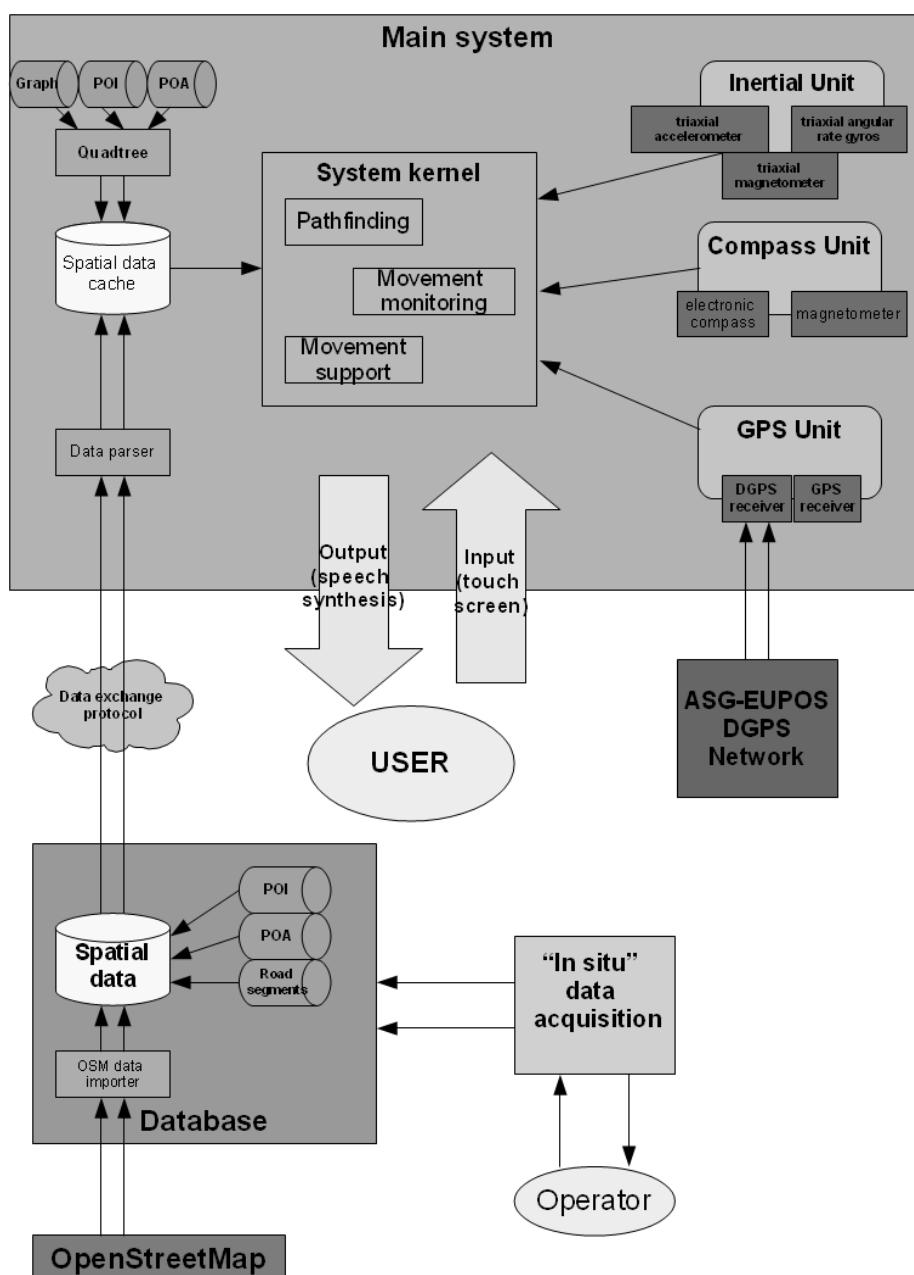 Main system
Graph
POI
POA
Quadtree
Spatial data
cache
Data parser
System kernel
Pathfinding
Movement
monitoring
Movement
support
Inertial Unit
triaxial
accelerometer
triaxial angular
rate gyros
triaxial
magnetometer
Compass Unit
electronic
compass
magnetometer
GPS Unit
DGPS
receiver
GPS
receiver
Output
(speech
synthesis)
Input
(touch
screen)
Data exchange
protocol
USER
ASG-EUPOS
DGPS
Network
POI
POA
Road
segments
Spatial
data
OSM data
importer
Database
“In situ”
data
acquisition
Operator
OpenStreetMap